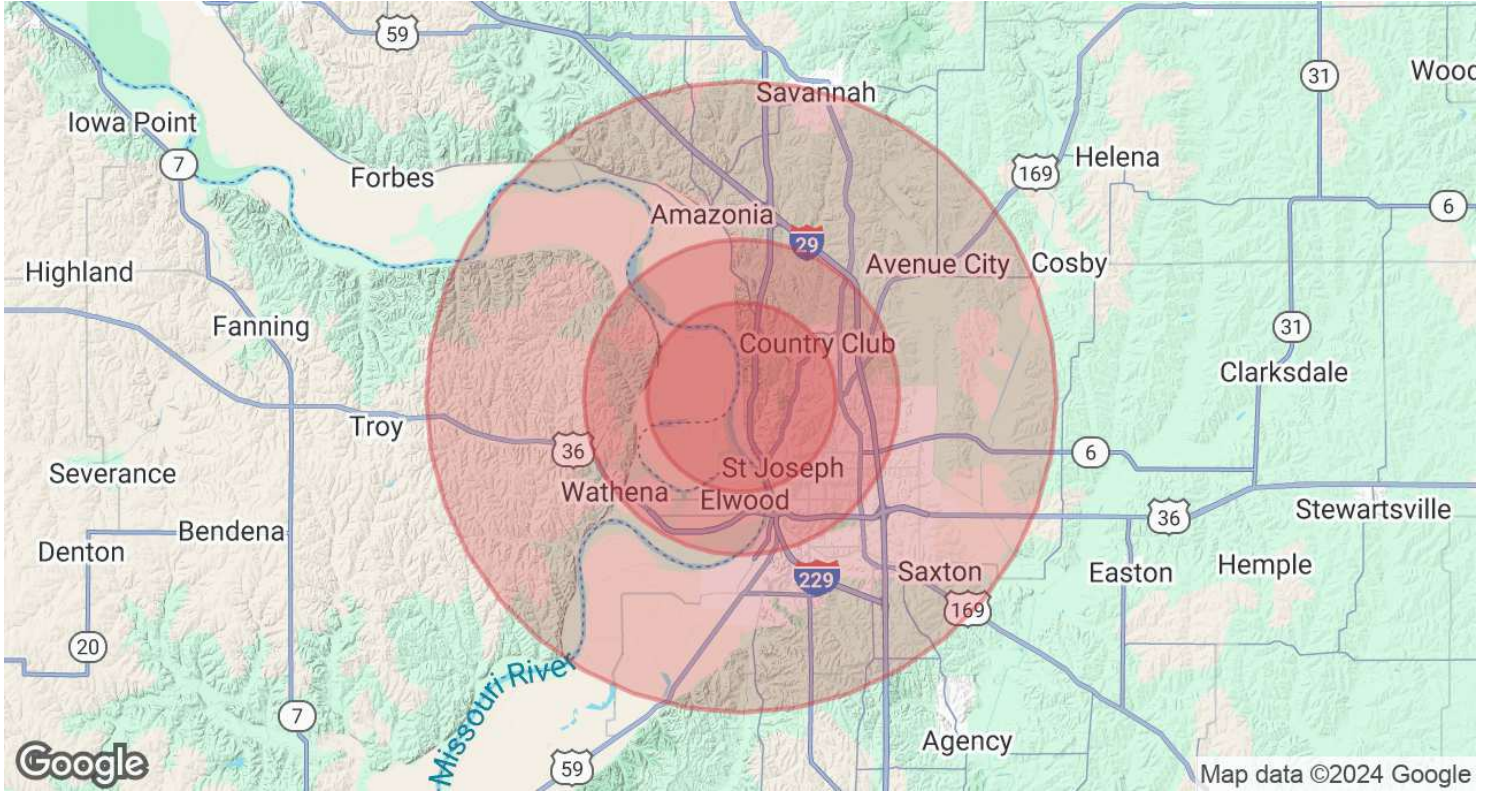 59
31
Wood
Savannah
Iowa Point
7
Forbes
Helena
169
6
Amazonia
29
Highland
Avenue City
Cosby
Fanning
31
Country Club
Clarksdale
Troy
36
6
Severance
St Joseph
Wathena
Elwood
36
Stewartsville
Bendena
Denton
229
Saxton
Easton
Hemple
169
20
Missouri River
7
Agency
Google
59
Map data ©2024 Google